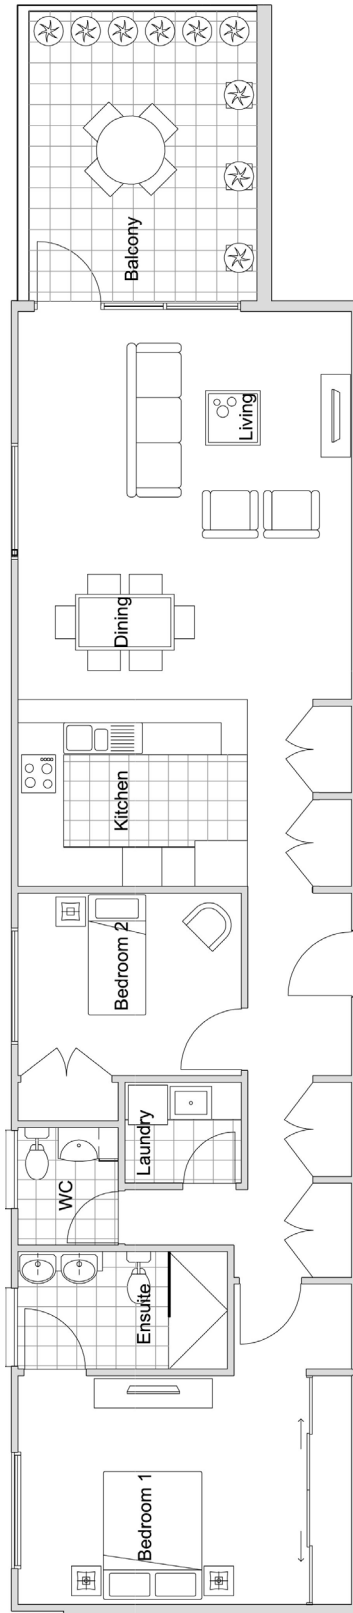 Balcony
Living
Dining
Kitchen
Bedroom 2
Laundry
WC
Ensuite
Bedroom 1